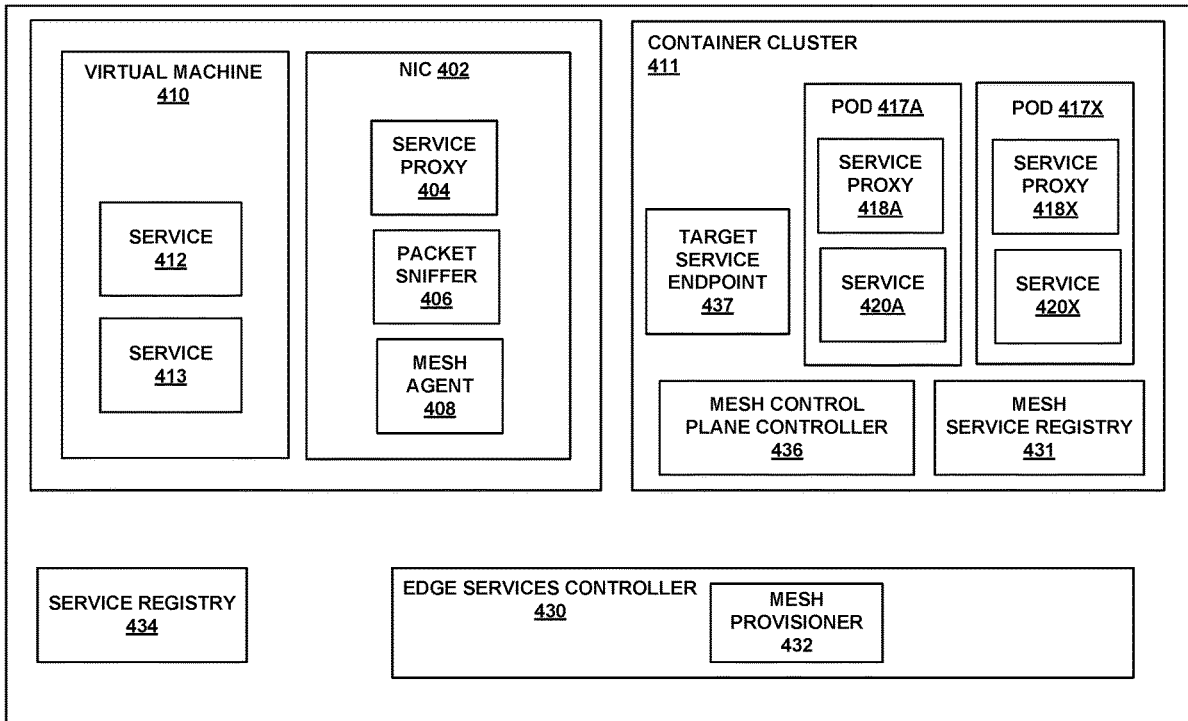 VIRTUAL MACHINE
410
SERVICE
412
SERVICE
413
NIC 402
SERVICE
PROXY
404
PACKET
SNIFFER
406
MESH
AGENT
408
CONTAINER CLUSTER
411
TARGET
SERVICE
ENDPOINT
437
POD 417A
SERVICE
PROXY
418A
SERVICE
420A
POD 417X
SERVICE
PROXY
418X
SERVICE
420X
MESH CONTROL
PLANE CONTROLLER
436
MESH
SERVICE REGISTRY
431
SERVICE REGISTRY
434
EDGE SERVICES CONTROLLER
430
MESH
PROVISIONER
432